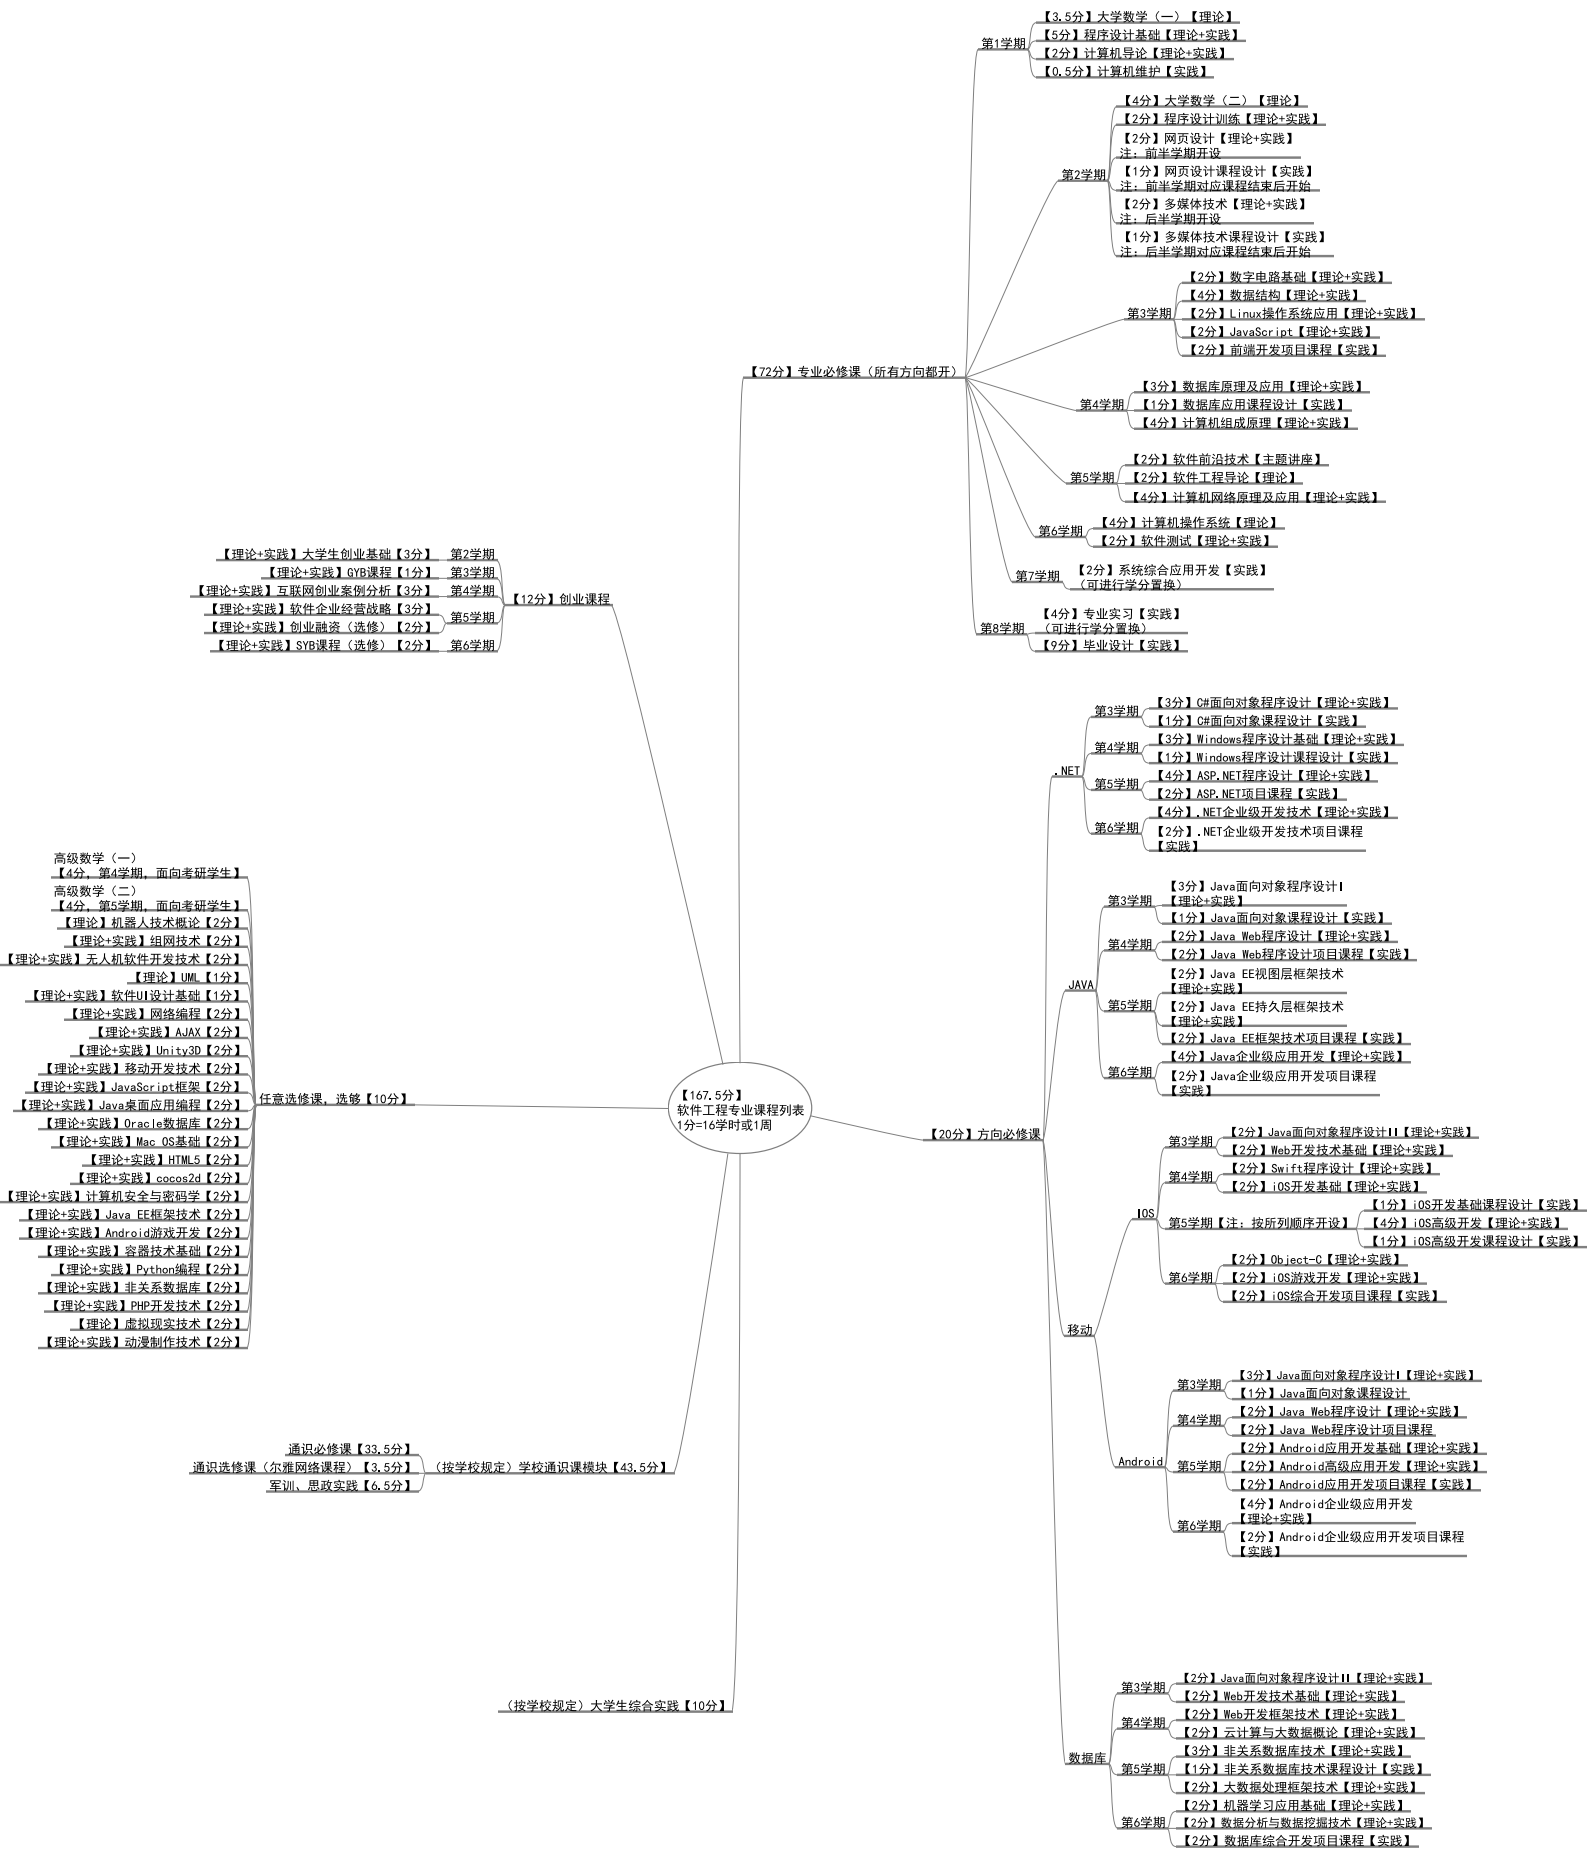 【167.5分】
软件工程专业课程列表
1分=16学时或1周
【72分】专业必修课（所有方向都开）
第1学期
【3.5分】大学数学（一）【理论】
【5分】程序设计基础【理论+实践】
【2分】计算机导论【理论+实践】
【0.5分】计算机维护【实践】
第2学期
【4分】大学数学（二）【理论】
【2分】程序设计训练【理论+实践】
【2分】网页设计【理论+实践】
注：前半学期开设
【1分】网页设计课程设计【实践】
注：前半学期对应课程结束后开始
【2分】多媒体技术【理论+实践】
注：后半学期开设
【1分】多媒体技术课程设计【实践】
注：后半学期对应课程结束后开始
第3学期
【2分】数字电路基础【理论+实践】
【4分】数据结构【理论+实践】
【2分】Linux操作系统应用【理论+实践】
【2分】JavaScript【理论+实践】
【2分】前端开发项目课程【实践】
第4学期
【3分】数据库原理及应用【理论+实践】
【1分】数据库应用课程设计【实践】
【4分】计算机组成原理【理论+实践】
第5学期
【2分】软件前沿技术【主题讲座】
【2分】软件工程导论【理论】
【4分】计算机网络原理及应用【理论+实践】
第6学期
【4分】计算机操作系统【理论】
【2分】软件测试【理论+实践】
第7学期
【2分】系统综合应用开发【实践】
（可进行学分置换）
第8学期
【4分】专业实习【实践】
（可进行学分置换）
【9分】毕业设计【实践】
【20分】方向必修课
.NET
第3学期
【3分】C#面向对象程序设计【理论+实践】
【1分】C#面向对象课程设计【实践】
第4学期
【3分】Windows程序设计基础【理论+实践】
【1分】Windows程序设计课程设计【实践】
第5学期
【4分】ASP.NET程序设计【理论+实践】
【2分】ASP.NET项目课程【实践】
第6学期
【4分】.NET企业级开发技术【理论+实践】
【2分】.NET企业级开发技术项目课程
【实践】
JAVA
第3学期
【3分】Java面向对象程序设计I
【理论+实践】
【1分】Java面向对象课程设计【实践】
第4学期
【2分】Java Web程序设计【理论+实践】
【2分】Java Web程序设计项目课程【实践】
第5学期
【2分】Java EE视图层框架技术
【理论+实践】
【2分】Java EE持久层框架技术
【理论+实践】
【2分】Java EE框架技术项目课程【实践】
第6学期
【4分】Java企业级应用开发【理论+实践】
【2分】Java企业级应用开发项目课程
【实践】
移动
IOS
第3学期
【2分】Java面向对象程序设计II【理论+实践】
【2分】Web开发技术基础【理论+实践】
第4学期
【2分】Swift程序设计【理论+实践】
【2分】iOS开发基础【理论+实践】
第5学期【注：按所列顺序开设】
【1分】iOS开发基础课程设计【实践】
【4分】iOS高级开发【理论+实践】
【1分】iOS高级开发课程设计【实践】
第6学期
【2分】Object-C【理论+实践】
【2分】iOS游戏开发【理论+实践】
【2分】iOS综合开发项目课程【实践】
Android
第3学期
【3分】Java面向对象程序设计I【理论+实践】
【1分】Java面向对象课程设计
第4学期
【2分】Java Web程序设计【理论+实践】
【2分】Java Web程序设计项目课程
第5学期
【2分】Android应用开发基础【理论+实践】
【2分】Android高级应用开发【理论+实践】
【2分】Android应用开发项目课程【实践】
第6学期
【4分】Android企业级应用开发
【理论+实践】
【2分】Android企业级应用开发项目课程
【实践】
数据库
第3学期
【2分】Java面向对象程序设计II【理论+实践】
【2分】Web开发技术基础【理论+实践】
第4学期
【2分】Web开发框架技术【理论+实践】
【2分】云计算与大数据概论【理论+实践】
第5学期
【3分】非关系数据库技术【理论+实践】
【1分】非关系数据库技术课程设计【实践】
【2分】大数据处理框架技术【理论+实践】
第6学期
【2分】机器学习应用基础【理论+实践】
【2分】数据分析与数据挖掘技术【理论+实践】
【2分】数据库综合开发项目课程【实践】
【12分】创业课程
第2学期
【理论+实践】大学生创业基础【3分】
第3学期
【理论+实践】GYB课程【1分】
第4学期
【理论+实践】互联网创业案例分析【3分】
第5学期
【理论+实践】软件企业经营战略【3分】
【理论+实践】创业融资（选修）【2分】
第6学期
【理论+实践】SYB课程（选修）【2分】
任意选修课，选够【10分】
高级数学（一）
【4分，第4学期，面向考研学生】
高级数学（二）
【4分，第5学期，面向考研学生】
【理论】机器人技术概论【2分】
【理论+实践】组网技术【2分】
【理论+实践】无人机软件开发技术【2分】
【理论】UML【1分】
【理论+实践】软件UI设计基础【1分】
【理论+实践】网络编程【2分】
【理论+实践】AJAX【2分】
【理论+实践】Unity3D【2分】
【理论+实践】移动开发技术【2分】
【理论+实践】JavaScript框架【2分】
【理论+实践】Java桌面应用编程【2分】
【理论+实践】Oracle数据库【2分】
【理论+实践】Mac OS基础【2分】
【理论+实践】HTML5【2分】
【理论+实践】cocos2d【2分】
【理论+实践】计算机安全与密码学【2分】
【理论+实践】Java EE框架技术【2分】
【理论+实践】Android游戏开发【2分】
【理论+实践】容器技术基础【2分】
【理论+实践】Python编程【2分】
【理论+实践】非关系数据库【2分】
【理论+实践】PHP开发技术【2分】
【理论】虚拟现实技术【2分】
【理论+实践】动漫制作技术【2分】
（按学校规定）学校通识课模块【43.5分】
通识必修课【33.5分】
通识选修课（尔雅网络课程）【3.5分】
军训、思政实践【6.5分】
（按学校规定）大学生综合实践【10分】